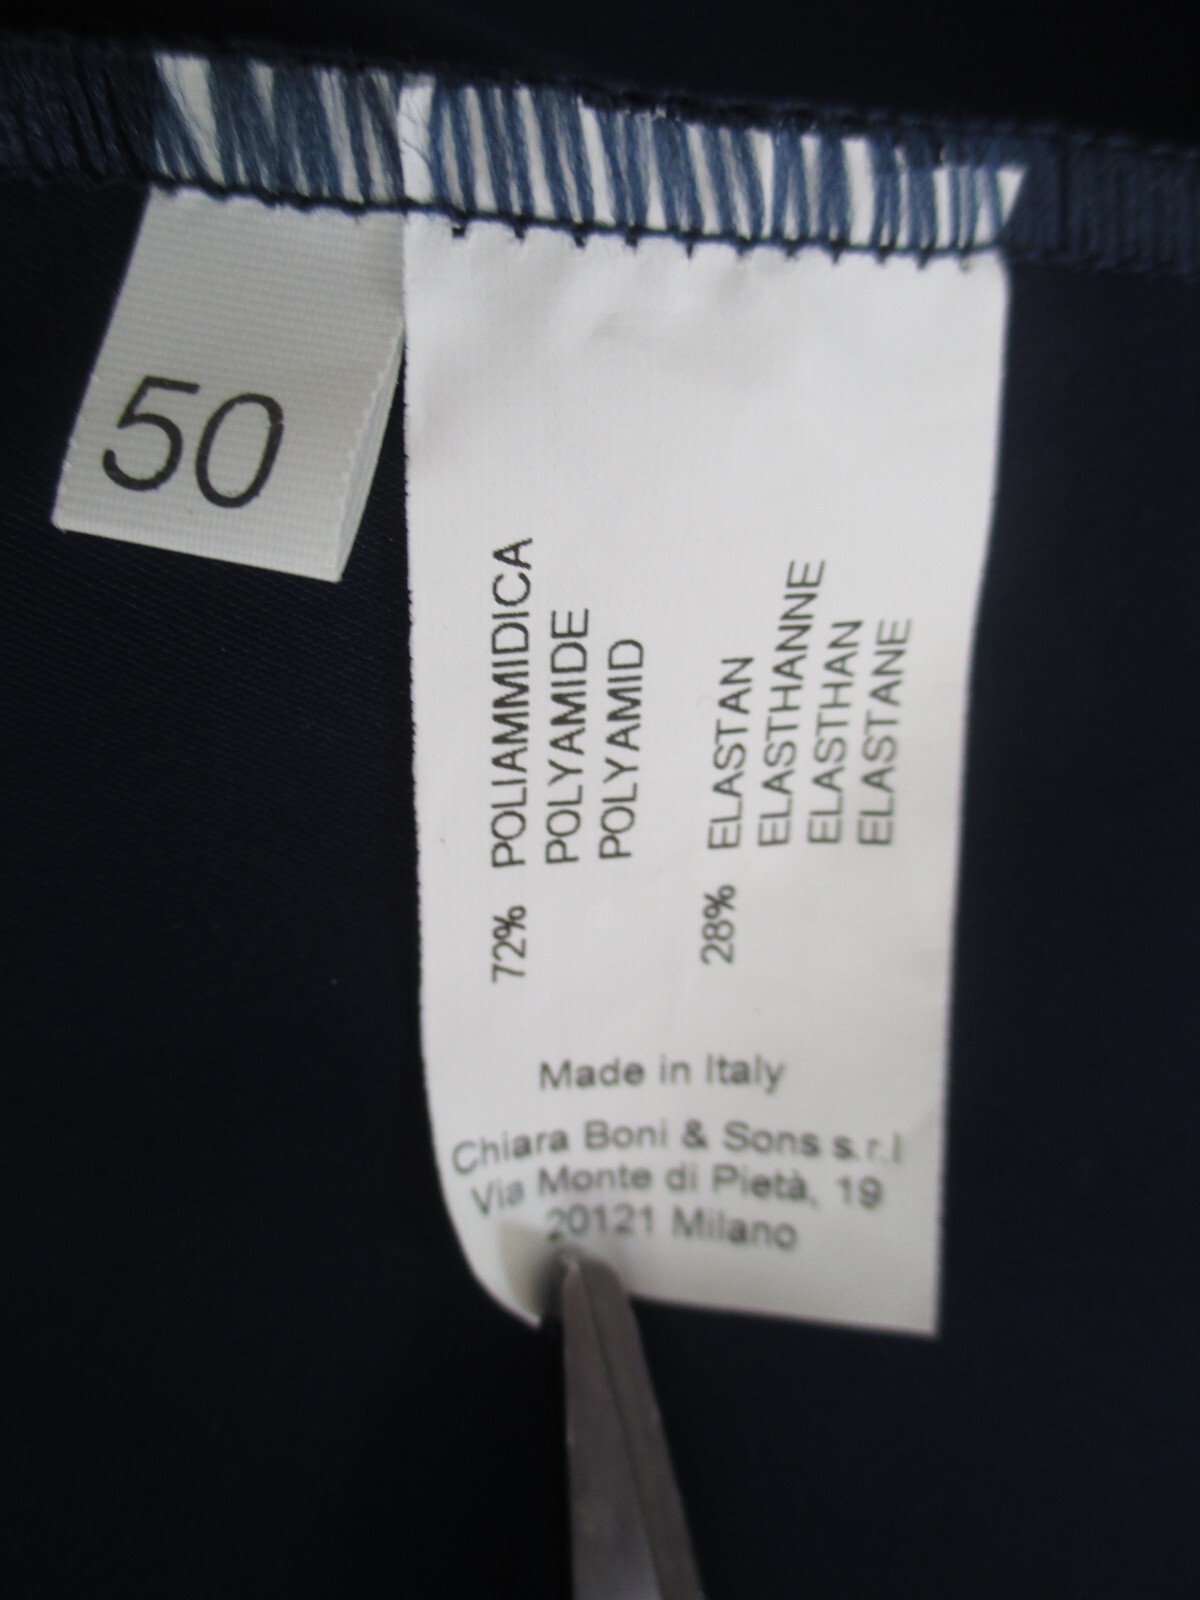 50
72% POLIAMMIDICA
POLYAMIDE
POLYAMID
28% ELASTAN
ELASTHANNE
ELASTHAN
ELASTANE
Made in Italy
Chiara Boni & Sons s.r.l
Via Monte di Pietà, 19
20121 Milano